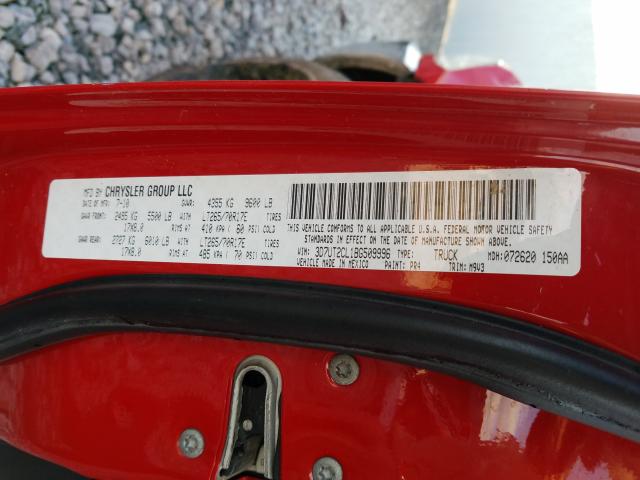 MFD BY CHRYSLER GROUP LLC
DATE OF MFR: 7-10 GVWR: 4355 KG 9600 LB
GAWR FRONT: 2495 KG 5500 LB WITH LT265/70R17E TIRES
17X8.0 RIMS AT 410 KPA ( 60 PSI) COLD
GAWR REAR: 2727 KG 6010 LB WITH LT265/70R17E TIRES
17X8.0 RIMS AT 485 KPA ( 70 PSI) COLD
THIS VEHICLE CONFORMS TO ALL APPLICABLE U.S.A. FEDERAL MOTOR VEHICLE SAFETY
STANDARDS IN EFFECT ON THE DATE OF MANUFACTURE SHOWN ABOVE.
VIN: 3D7UT2CL1BG509996 TYPE: TRUCK MDH: 072620 150AA
VEHICLE MADE IN MEXICO PAINT: PR4 TRIM: M9V3